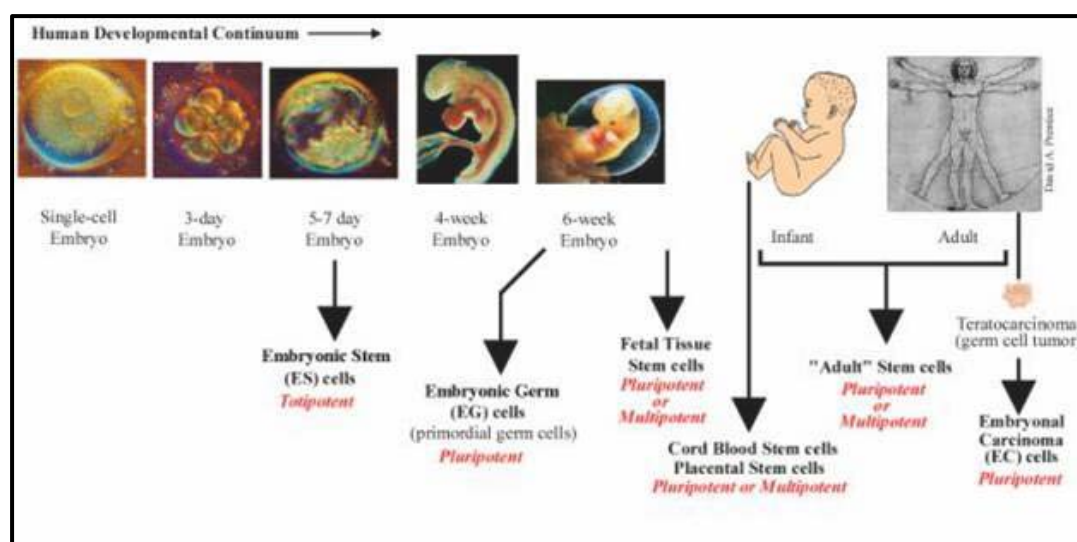 Human Developmental Continuum
David A. Prentice
Single-cell
Embryo
3-day
Embryo
5-7 day
Embryo
4-week
Embryo
6-week
Embryo
Infant
Adult
Embryonic Stem
(ES) cells
Totipotent
Embryonic Germ
(EG) cells
(primordial germ cells)
Pluripotent
Fetal Tissue
Stem cells
Pluripotent
or
Multipotent
Cord Blood Stem cells
Placental Stem cells
Pluripotent or Multipotent
"Adult" Stem cells
Pluripotent
or
Multipotent
Teratocarcinoma
(germ cell tumor)
Embryonal
Carcinoma
(EC) cells
Pluripotent